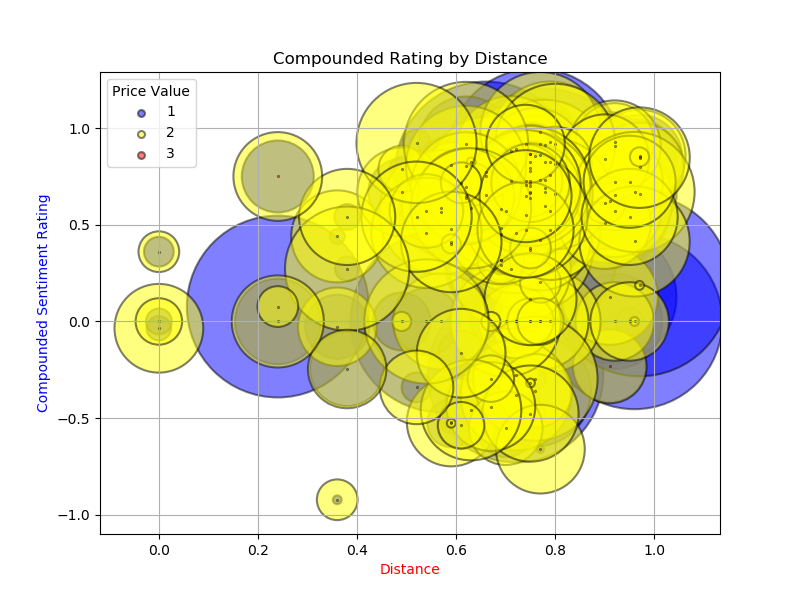 Compounded Rating by Distance
Price Value
1
2
3
1.0
0.5
0.0
−0.5
−1.0
Compounded Sentiment Rating
0.0 0.2 0.4 0.6 0.8 1.0
Distance